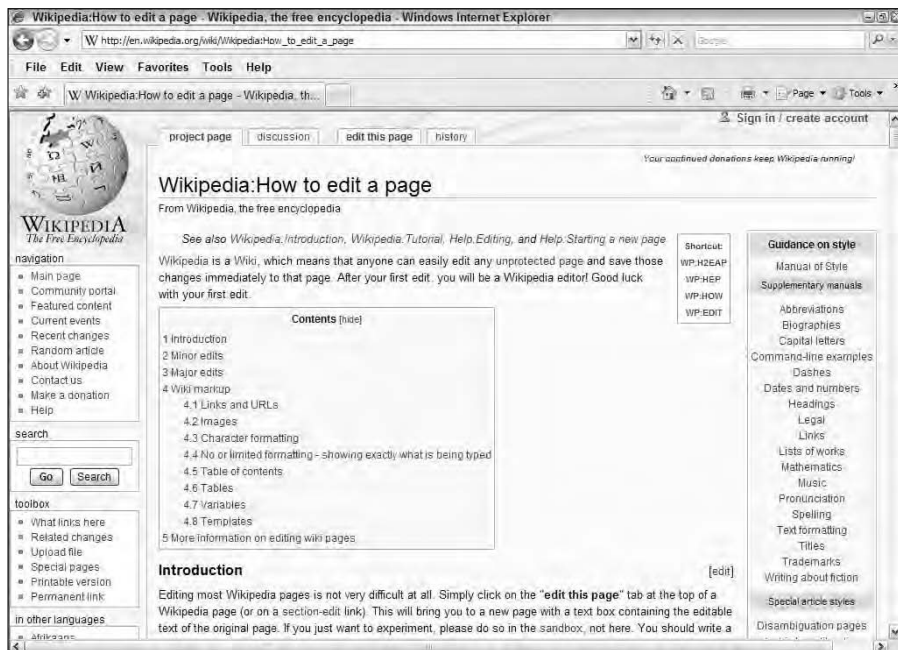 Wikipedia:How to edit a page - Wikipedia, the free encyclopedia - Windows Internet Explorer
W http://en.wikipedia.org/wiki/Wikipedia:How_to_edit_a_page
Google
File Edit View Favorites Tools Help
W Wikipedia:How to edit a page - Wikipedia, th...
Page Tools
Sign in / create account
project page discussion edit this page history
Your continued donations keep Wikipedia running!
WIKIPEDIA
The Free Encyclopedia
navigation
Main page
Community portal
Featured content
Current events
Recent changes
Random article
About Wikipedia
Contact us
Make a donation
Help
search
Go Search
toolbox
What links here
Related changes
Upload file
Special pages
Printable version
Permanent link
in other languages
Afrikaans
Wikipedia:How to edit a page
From Wikipedia, the free encyclopedia
See also Wikipedia:Introduction, Wikipedia:Tutorial, Help:Editing, and Help:Starting a new page
Wikipedia is a Wiki, which means that anyone can easily edit any unprotected page and save those
changes immediately to that page. After your first edit, you will be a Wikipedia editor! Good luck
with your first edit.
Shortcut:
WP:H2EAP
WP:HEP
WP:HOW
WP:EDIT
Contents [hide]
1 Introduction
2 Minor edits
3 Major edits
4 Wiki markup
4.1 Links and URLs
4.2 Images
4.3 Character formatting
4.4 No or limited formatting - showing exactly what is being typed
4.5 Table of contents
4.6 Tables
4.7 Variables
4.8 Templates
5 More information on editing wiki pages
Introduction [edit]
Editing most Wikipedia pages is not very difficult at all. Simply click on the "edit this page" tab at the top of a
Wikipedia page (or on a section-edit link). This will bring you to a new page with a text box containing the editable
text of the original page. If you just want to experiment, please do so in the sandbox, not here. You should write a
Guidance on style
Manual of Style
Supplementary manuals
Abbreviations
Biographies
Capital letters
Command-line examples
Dashes
Dates and numbers
Headings
Legal
Links
Lists of works
Mathematics
Music
Pronunciation
Spelling
Text formatting
Titles
Trademarks
Writing about fiction
Special article styles
Disambiguation pages